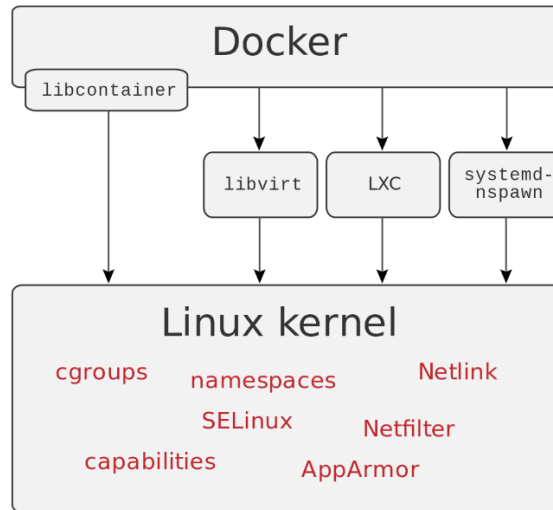 Docker
libcontainer
libvirt
LXC
systemd-
nspawn
Linux kernel
cgroups
namespaces
Netlink
SELinux
Netfilter
capabilities
AppArmor